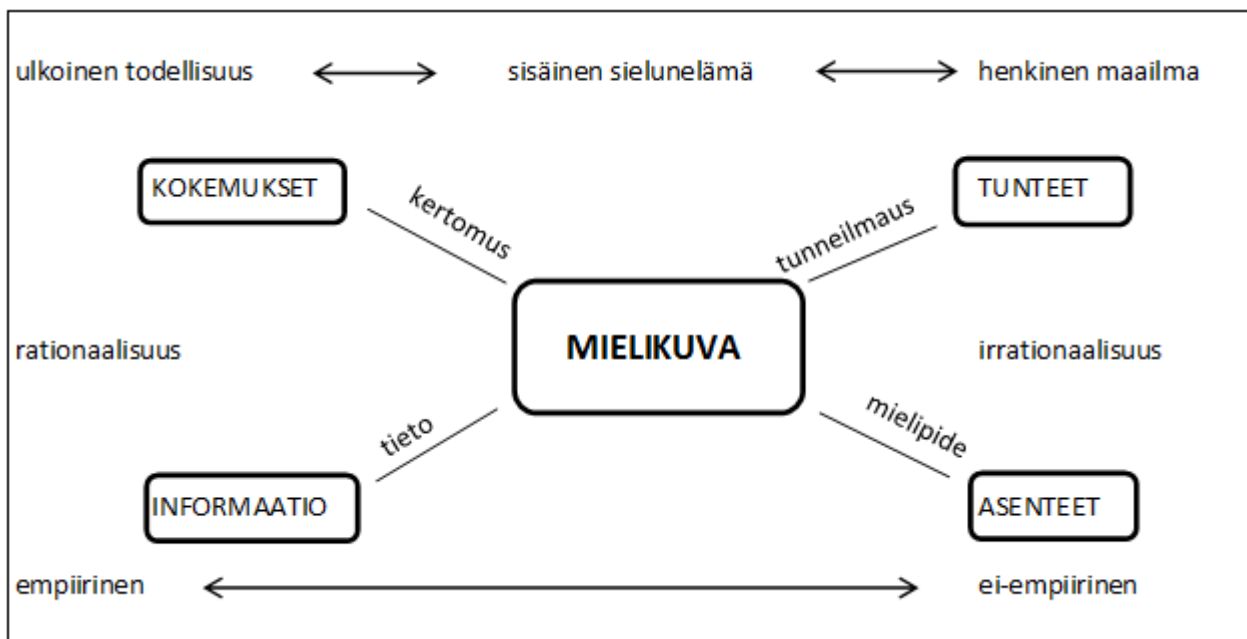 ulkoinen todellisuus sisäinen sielunelämä henkinen maailma
KOKEMUKSET TUNTEET
kertomus tunneilmaus
MIELIKUVA
rationaalisuus irrationaalisuus
tieto mielipide
INFORMAATIO ASENTEET
empiirinen ei-empiirinen